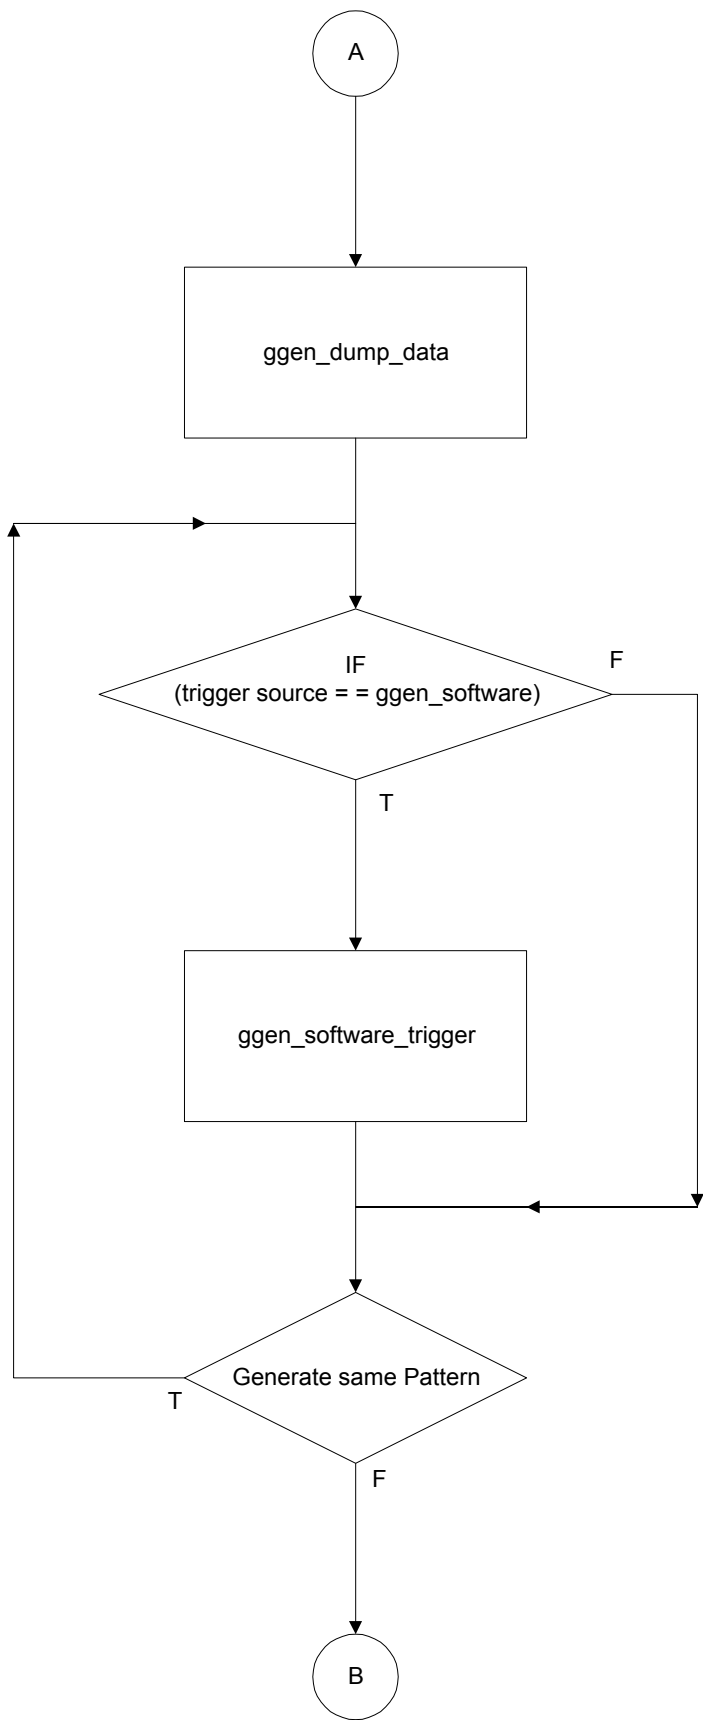 A
ggen_dump_data
IF
(trigger source = = ggen_software)
F
T
ggen_software_trigger
Generate same Pattern
T
F
B